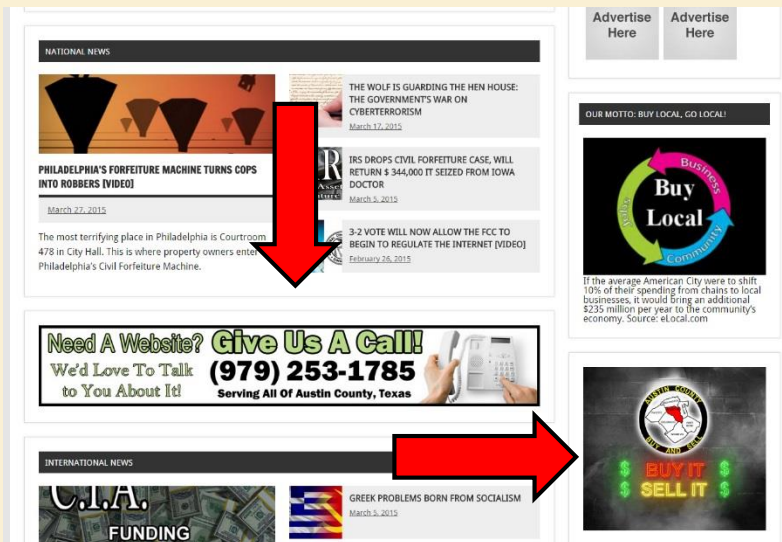 Advertise Here
Advertise Here
NATIONAL NEWS
PHILADELPHIA'S FORFEITURE MACHINE TURNS COPS
INTO ROBBERS [VIDEO]
March 27, 2015
The most terrifying place in Philadelphia is Courtroom
478 in City Hall. This is where property owners enter
Philadelphia's Civil Forfeiture Machine.
THE WOLF IS GUARDING THE HEN HOUSE:
THE GOVERNMENT'S WAR ON
CYBERTERRORISM
March 17, 2015
IRS DROPS CIVIL FORFEITURE CASE, WILL
RETURN $ 344,000 IT SEIZED FROM IOWA
DOCTOR
March 5, 2015
3-2 VOTE WILL NOW ALLOW THE FCC TO
BEGIN TO REGULATE THE INTERNET [VIDEO]
February 26, 2015
OUR MOTTO: BUY LOCAL, GO LOCAL!
Buy
Local
Business
Community
Jobs
If the average American City were to shift
10% of their spending from chains to local
businesses, it would bring an additional
$235 million per year to the community's
economy. Source: eLocal.com
Need A Website? Give Us A Call!
We'd Love To Talk
to You About It!
(979) 253-1785
Serving All Of Austin County, Texas
AUSTIN COUNTY
BUY AND SELL
$ BUY IT $
$ SELL IT $
INTERNATIONAL NEWS
C.I.A.
FUNDING
GREEK PROBLEMS BORN FROM SOCIALISM
March 5, 2015